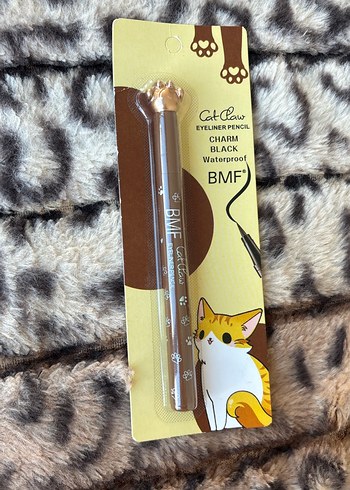 Cat Claw
EYELINER PENCIL
CHARM
BLACK
Waterproof
BMF®
BMF Cat Claw